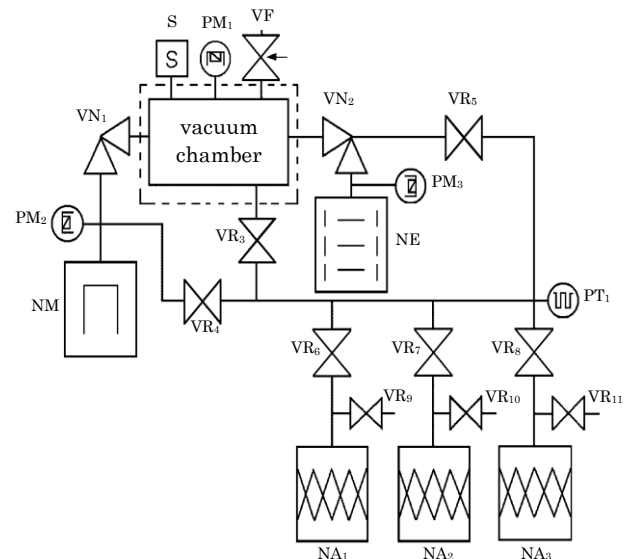 S
PM₁
VF
S
VN₁
vacuum
chamber
VN₂
VR₅
PM₃
PM₂
VR₃
NE
NM
VR₄
PT₁
VR₆
VR₇
VR₈
VR₉
VR₁₀
VR₁₁
NA₁
NA₂
NA₃